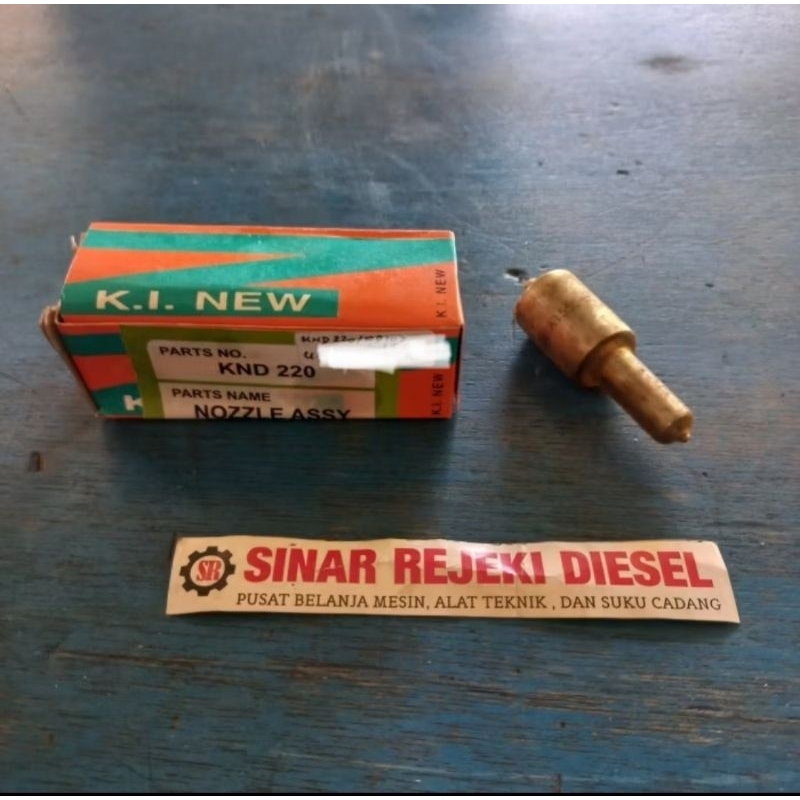 K.I. NEW
K.I. NEW
PARTS NO.
KND 220
PARTS NAME
NOZZLE ASSY
K.I. NEW
SR
SINAR REJEKI DIESEL
PUSAT BELANJA MESIN, ALAT TEKNIK , DAN SUKU CADANG